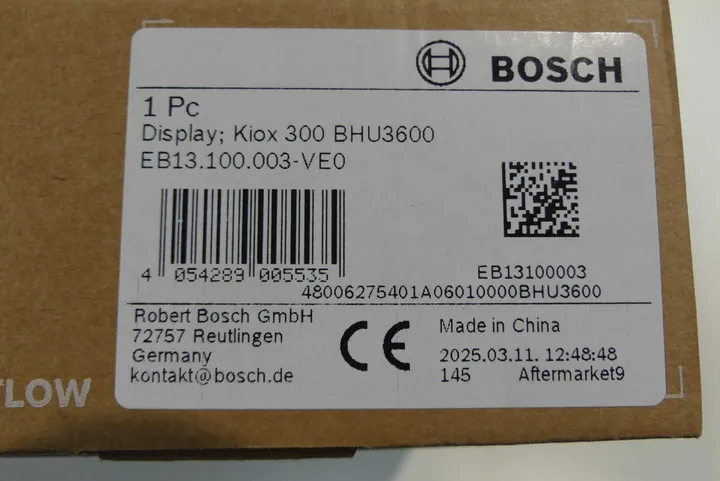 BOSCH
1 Pc
Display; Kiox 300 BHU3600
EB13.100.003-VE0
4 054289 005535
EB13100003
48006275401A06010000BHU3600
Robert Bosch GmbH
72757 Reutlingen
Germany
kontakt@bosch.de
CE
Made in China
2025.03.11. 12:48:48
145 Aftermarket9
TLOW